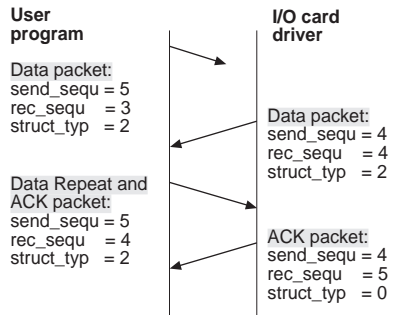 User
program
I/O card
driver
Data packet:
send_sequ = 5
rec_sequ = 3
struct_typ = 2
Data packet:
send_sequ = 4
rec_sequ = 4
struct_typ = 2
Data Repeat and
ACK packet:
send_sequ = 5
rec_sequ = 4
struct_typ = 2
ACK packet:
send_sequ = 4
rec_sequ = 5
struct_typ = 0